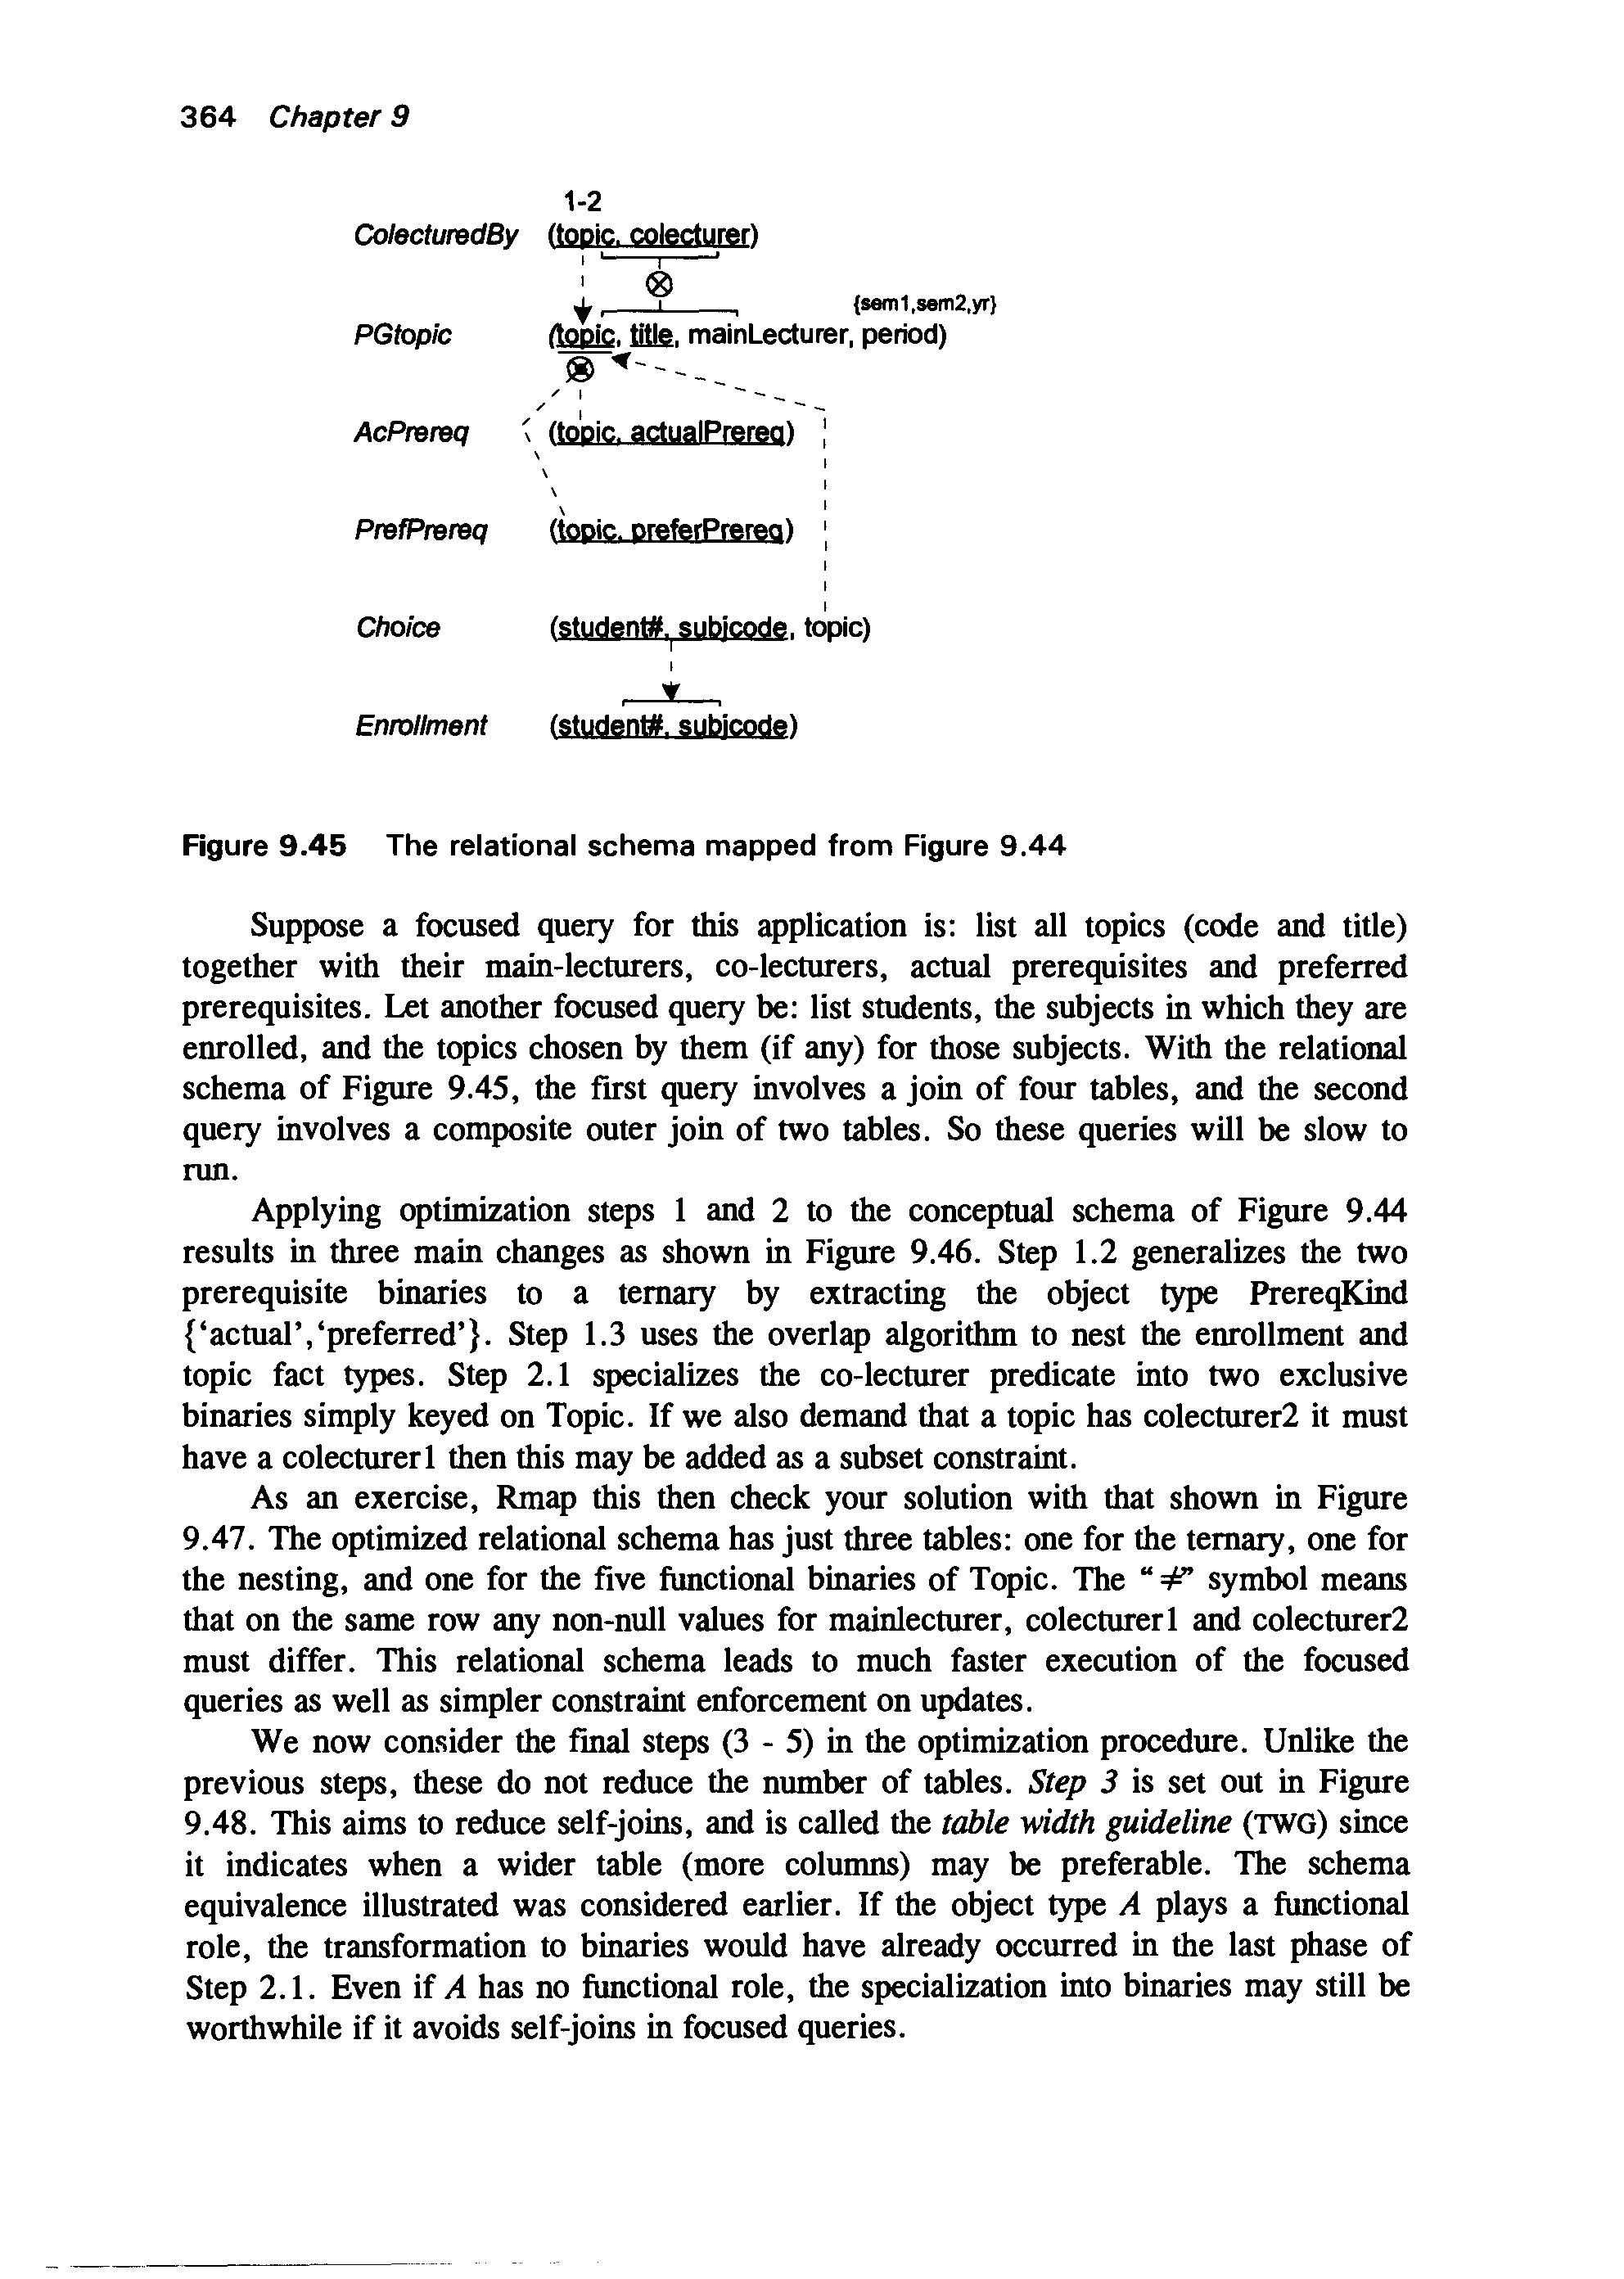 364 Chapter 9
1-2
ColecturedBy (topic, colecturer)
{sem1,sem2,yr}
PGtopic (topic, title, mainLecturer, period)
AcPrereq (topic, actualPrereq)
PrefPrereq (topic, preferPrereq)
Choice (student#, subjcode, topic)
Enrollment (student#, subjcode)
Figure 9.45 The relational schema mapped from Figure 9.44
Suppose a focused query for this application is: list all topics (code and title)
together with their main-lecturers, co-lecturers, actual prerequisites and preferred
prerequisites. Let another focused query be: list students, the subjects in which they are
enrolled, and the topics chosen by them (if any) for those subjects. With the relational
schema of Figure 9.45, the first query involves a join of four tables, and the second
query involves a composite outer join of two tables. So these queries will be slow to
run.
Applying optimization steps 1 and 2 to the conceptual schema of Figure 9.44
results in three main changes as shown in Figure 9.46. Step 1.2 generalizes the two
prerequisite binaries to a ternary by extracting the object type PrereqKind
{‘actual’,‘preferred’}. Step 1.3 uses the overlap algorithm to nest the enrollment and
topic fact types. Step 2.1 specializes the co-lecturer predicate into two exclusive
binaries simply keyed on Topic. If we also demand that a topic has colecturer2 it must
have a colecturer1 then this may be added as a subset constraint.
As an exercise, Rmap this then check your solution with that shown in Figure
9.47. The optimized relational schema has just three tables: one for the ternary, one for
the nesting, and one for the five functional binaries of Topic. The “≠” symbol means
that on the same row any non-null values for mainlecturer, colecturer1 and colecturer2
must differ. This relational schema leads to much faster execution of the focused
queries as well as simpler constraint enforcement on updates.
We now consider the final steps (3 - 5) in the optimization procedure. Unlike the
previous steps, these do not reduce the number of tables. Step 3 is set out in Figure
9.48. This aims to reduce self-joins, and is called the table width guideline (TWG) since
it indicates when a wider table (more columns) may be preferable. The schema
equivalence illustrated was considered earlier. If the object type A plays a functional
role, the transformation to binaries would have already occurred in the last phase of
Step 2.1. Even if A has no functional role, the specialization into binaries may still be
worthwhile if it avoids self-joins in focused queries.